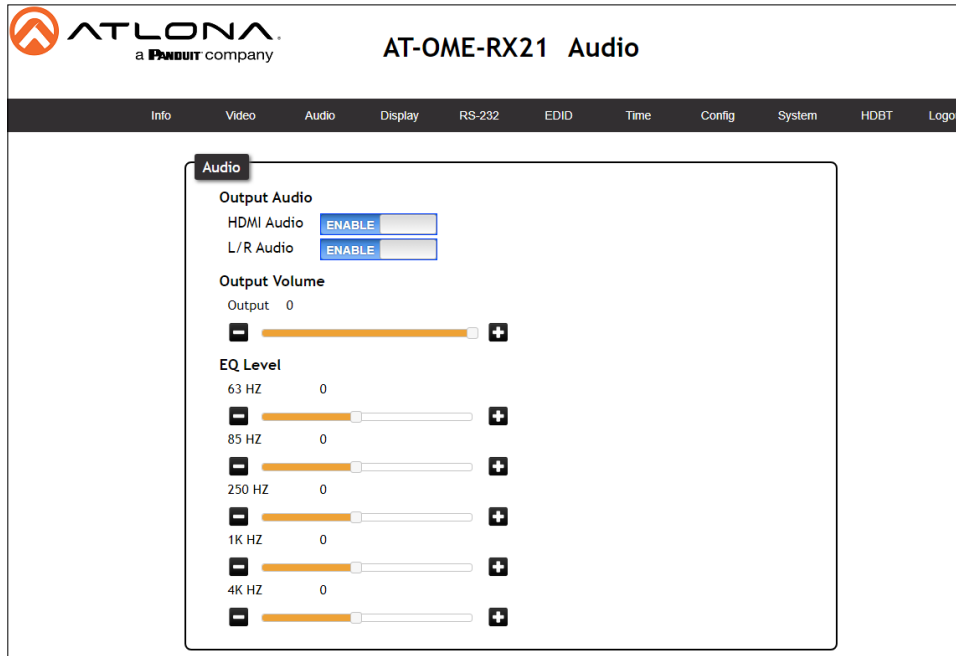 ATLONA.
a PANDUIT company
AT-OME-RX21 Audio
Info Video Audio Display RS-232 EDID Time Config System HDBT Logo
Audio
Output Audio
HDMI Audio ENABLE
L/R Audio ENABLE
Output Volume
Output 0
EQ Level
63 HZ 0
85 HZ 0
250 HZ 0
1K HZ 0
4K HZ 0